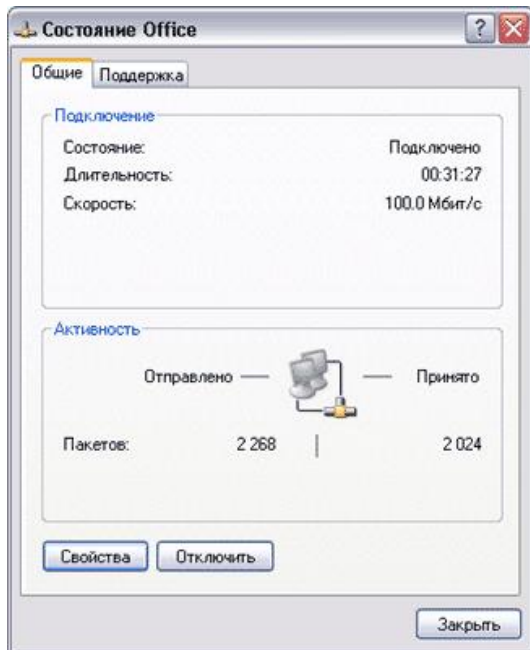 Состояние Office
Общие Поддержка
Подключение
Состояние: Подключено
Длительность: 00:31:27
Скорость: 100.0 Мбит/с
Активность
Отправлено — — Принято
Пакетов: 2 268 | 2 024
Свойства Отключить
Закрыть